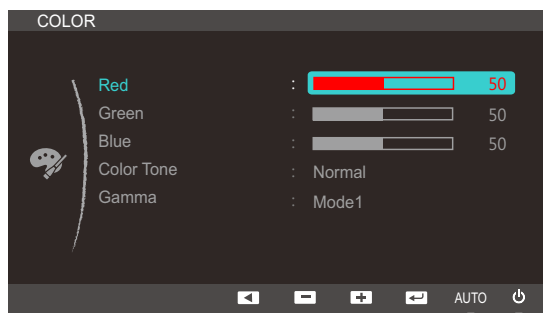 COLOR
Red : 50
Green : 50
Blue : 50
Color Tone : Normal
Gamma : Mode1
AUTO